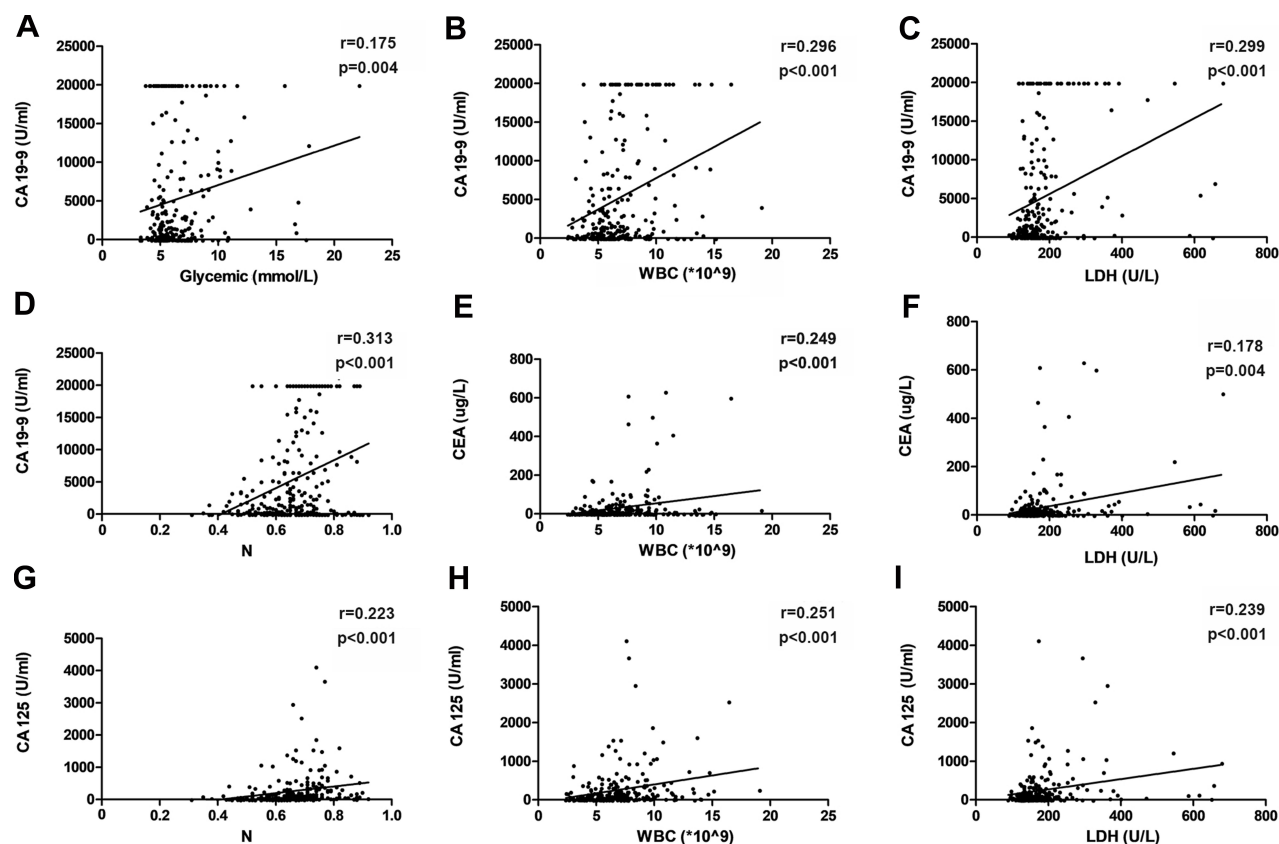 A
r=0.175
p=0.004
CA 19-9 (U/ml)
25000
20000
15000
10000
5000
0
0 5 10 15 20 25
Glycemic (mmol/L)
B
r=0.296
p<0.001
CA 19-9 (U/ml)
25000
20000
15000
10000
5000
0
0 5 10 15 20 25
WBC (*10^9)
C
r=0.299
p<0.001
CA 19-9 (U/ml)
25000
20000
15000
10000
5000
0
0 200 400 600 800
LDH (U/L)
D
r=0.313
p<0.001
CA 19-9 (U/ml)
25000
20000
15000
10000
5000
0
0.0 0.2 0.4 0.6 0.8 1.0
N
E
r=0.249
p<0.001
CEA (ug/L)
800
600
400
200
0
0 5 10 15 20 25
WBC (*10^9)
F
r=0.178
p=0.004
CEA (ug/L)
800
600
400
200
0
0 200 400 600 800
LDH (U/L)
G
r=0.223
p<0.001
CA 125 (U/ml)
5000
4000
3000
2000
1000
0
0.0 0.2 0.4 0.6 0.8 1.0
N
H
r=0.251
p<0.001
CA 125 (U/ml)
5000
4000
3000
2000
1000
0
0 5 10 15 20 25
WBC (*10^9)
I
r=0.239
p<0.001
CA 125 (U/ml)
5000
4000
3000
2000
1000
0
0 200 400 600 800
LDH (U/L)